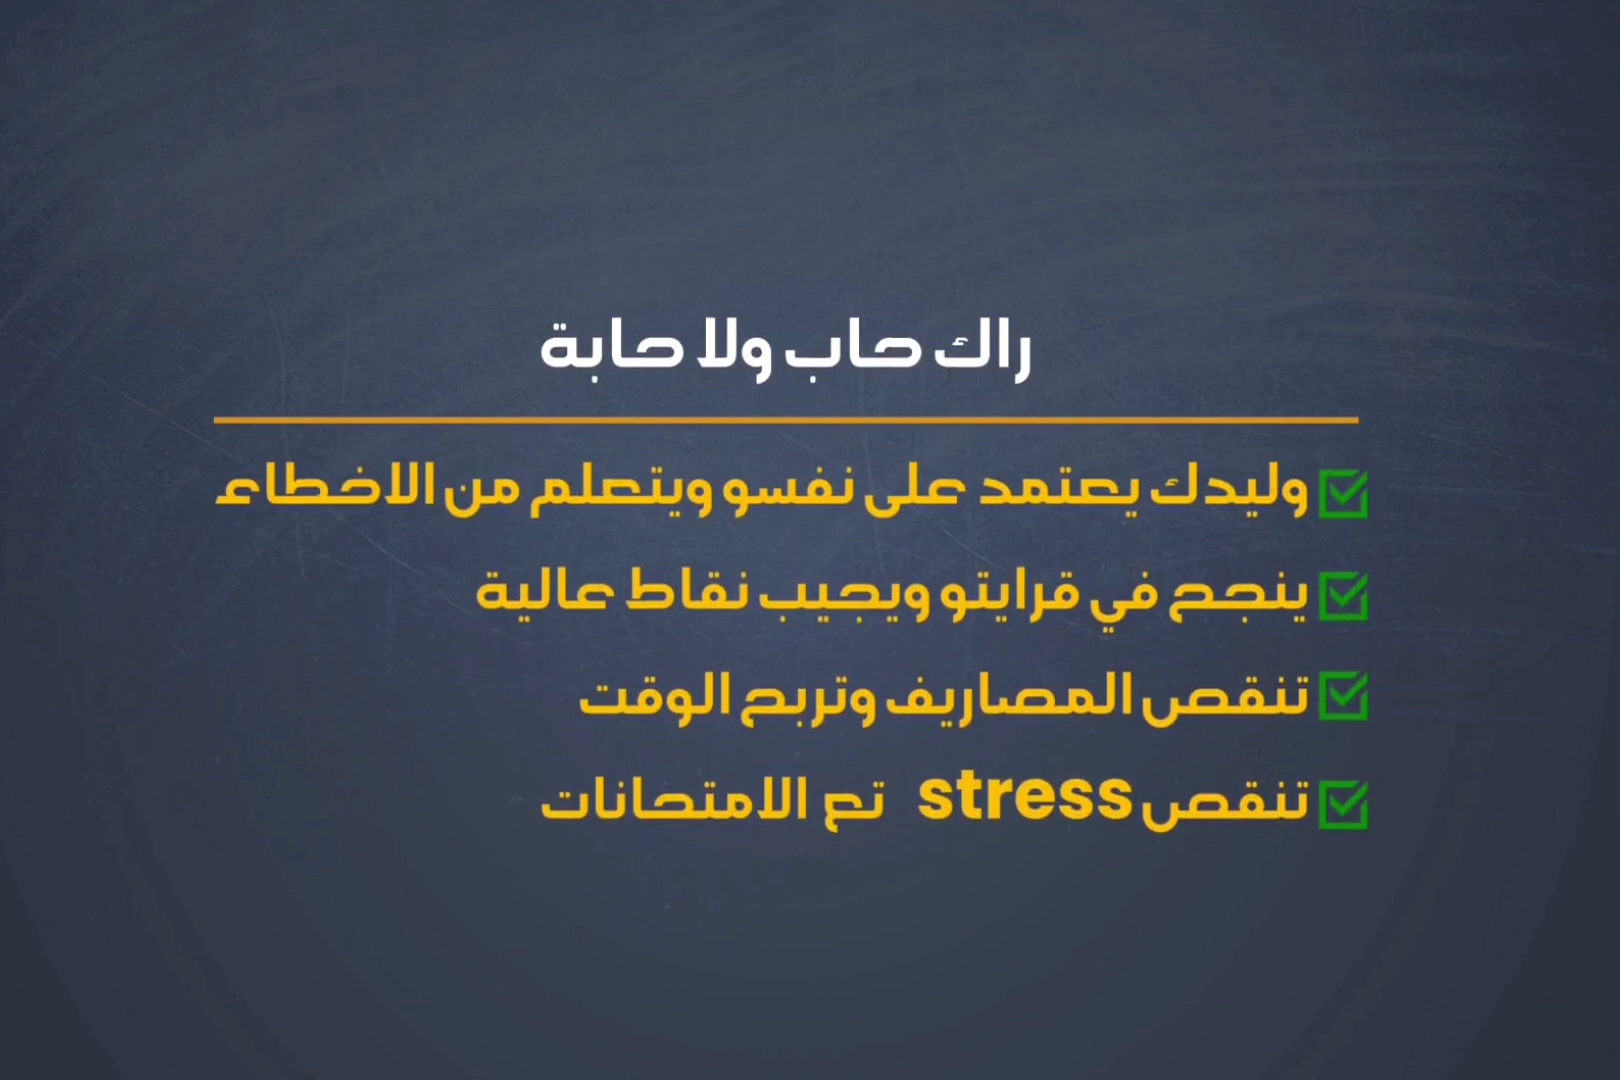 راك حاب ولا حابة
وليدك يعتمد على نفسو ويتعلم من الاخطاء
ينجح في قرايتو ويجيب نقاط عالية
تنقص المصاريف وتربح الوقت
تنقص stress تع الامتحانات